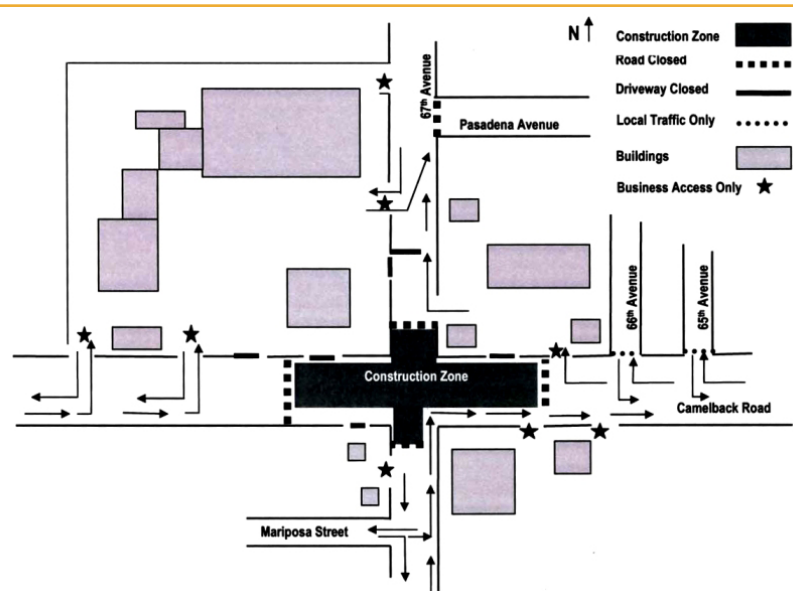 N
Construction Zone
Road Closed
Driveway Closed
Local Traffic Only
Buildings
Business Access Only
67th Avenue
Pasadena Avenue
66th Avenue
65th Avenue
Construction Zone
Camelback Road
Mariposa Street